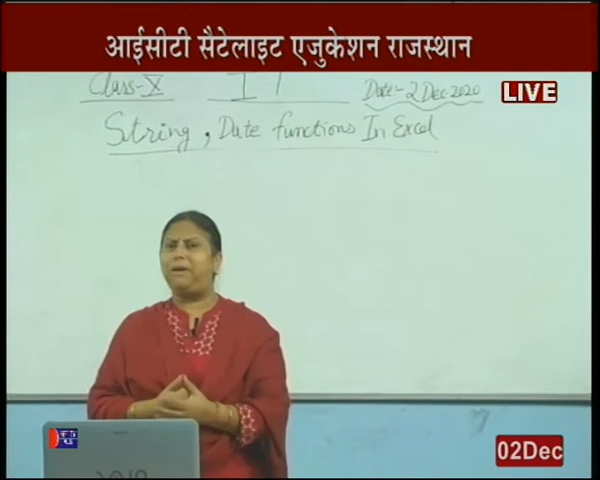 आईसीटी सैटेलाइट एजुकेशन राजस्थान
Class-X IT Date-2 Dec-2020
LIVE
String, Date functions In Excel
02Dec